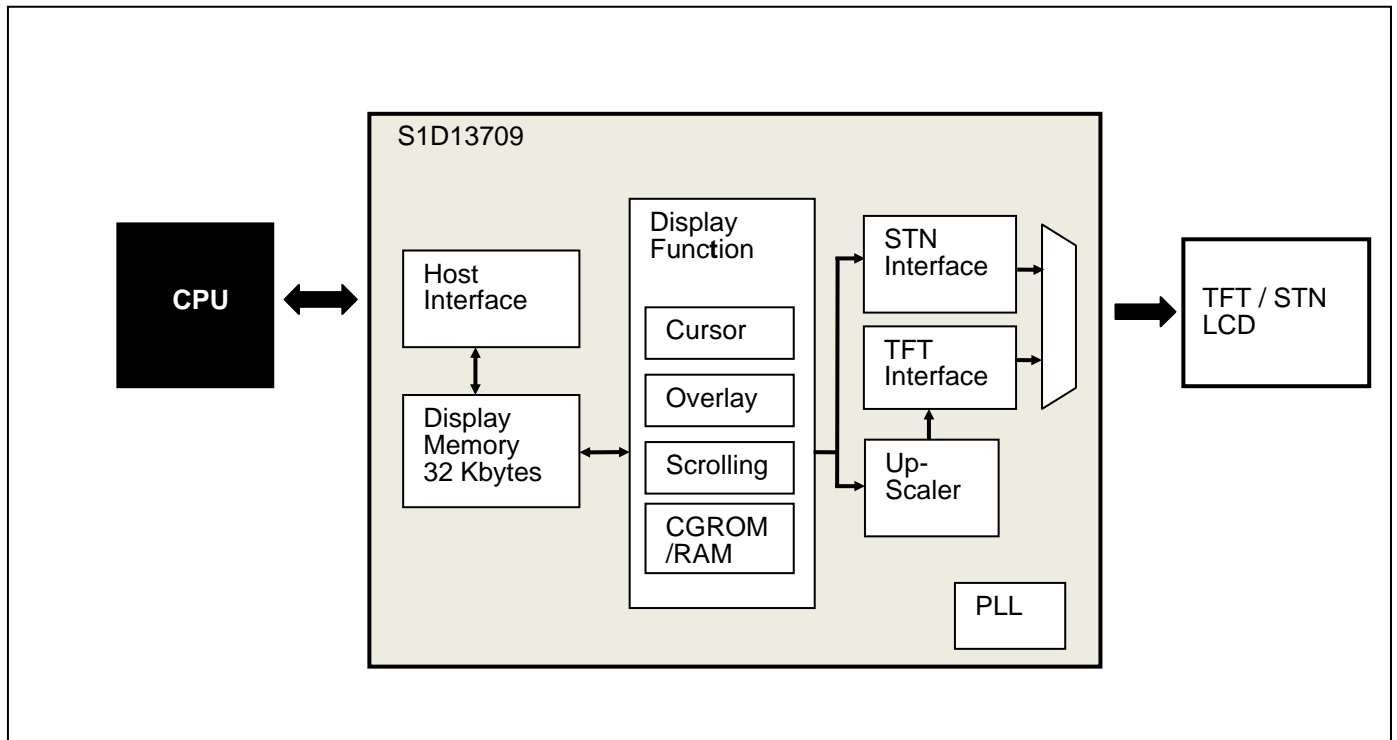 S1D13709
CPU
Host
Interface
Display
Memory
32 Kbytes
Display
Function
Cursor
Overlay
Scrolling
CGROM
/RAM
STN
Interface
TFT
Interface
Up-
Scaler
PLL
TFT / STN
LCD